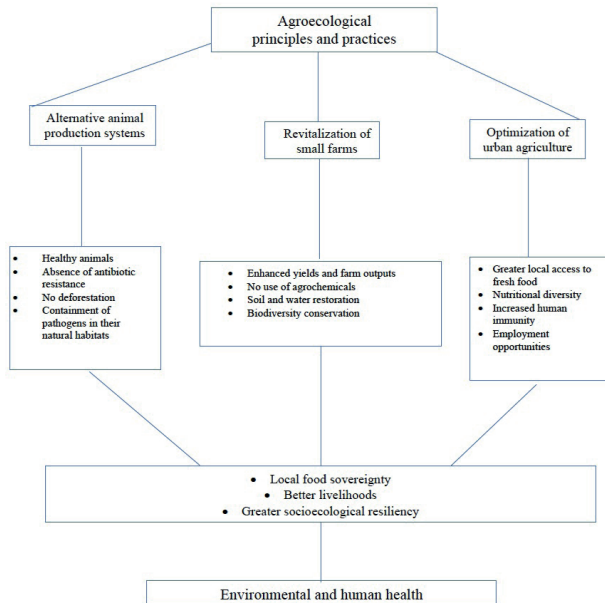 Agroecological
principles and practices
Alternative animal
production systems
Revitalization of
small farms
Optimization of
urban agriculture
• Healthy animals
• Absence of antibiotic
resistance
• No deforestation
• Containment of
pathogens in their
natural habitats
• Enhanced yields and farm outputs
• No use of agrochemicals
• Soil and water restoration
• Biodiversity conservation
• Greater local access to
fresh food
• Nutritional diversity
• Increased human
immunity
• Employment
opportunities
• Local food sovereignty
• Better livelihoods
• Greater socioecological resiliency
Environmental and human health